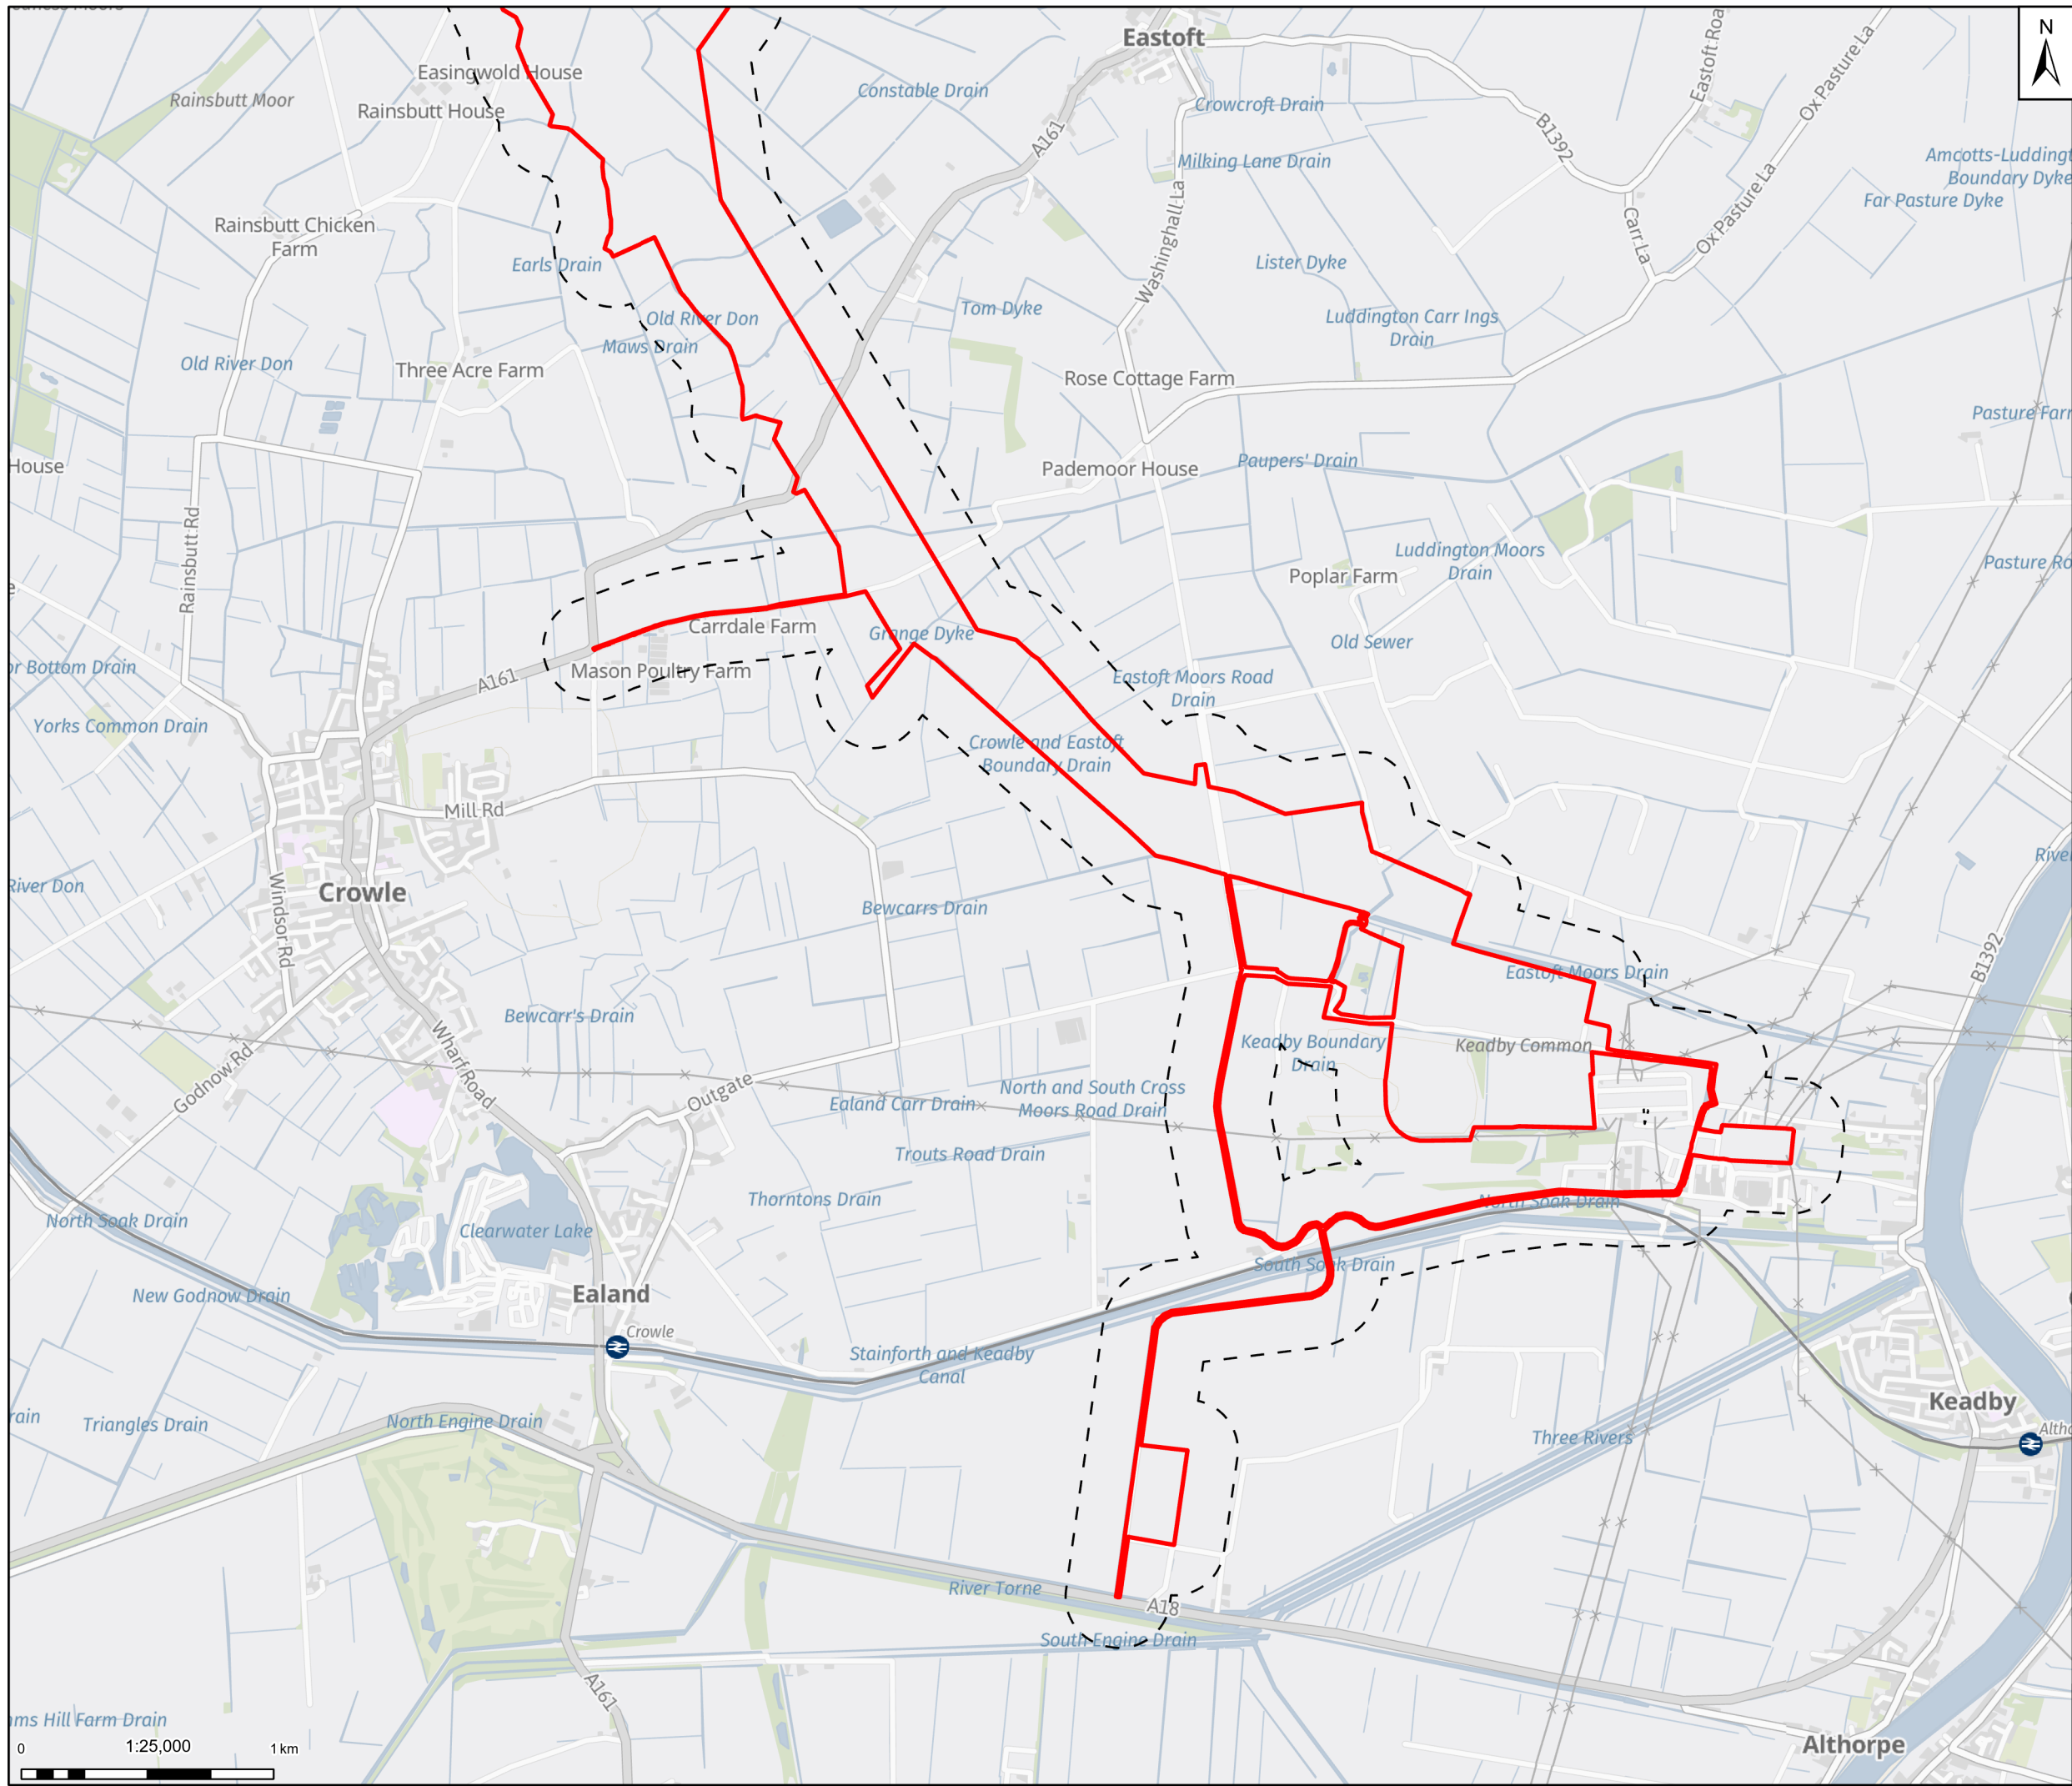 Eastoft
N
Easingwold House
Rainsbutt Moor
Rainsbutt House
Constable Drain
Crowcroft Drain
Eastoft Roa
Ox Pasture La
A161
B1392
Milking Lane Drain
Amcotts-Luddingt
Boundary Dyke
Far Pasture Dyke
Rainsbutt Chicken
Farm
Washinghall La
Carr La
Ox Pasture La
Earls Drain
Lister Dyke
Old River Don
Tom Dyke
Luddington Carr Ings
Drain
Maws Drain
Old River Don
Three Acre Farm
Rose Cottage Farm
Pasture Farm
House
Pademoor House
Paupers' Drain
Rainsbutt Rd
Luddington Moors
Drain
Poplar Farm
Pasture Ro
Carrdale Farm
Grange Dyke
Old Sewer
or Bottom Drain
A161
Mason Poultry Farm
Eastoft Moors Road
Drain
Yorks Common Drain
Crowle and Eastoft
Boundary Drain
Mill Rd
River Don
Crowle
Windsor Rd
Bewcarrs Drain
River
B1392
Eastoft Moors Drain
Bewcarr's Drain
Keadby Boundary
Drain
Keadby Common
Wharf Road
Godnow Rd
Outgate
North and South Cross
Moors Road Drain
Ealand Carr Drain
Trouts Road Drain
Thorntons Drain
North Soak Drain
North Soak Drain
Clearwater Lake
South Soak Drain
New Godnow Drain
Ealand
Crowle
Stainforth and Keadby
Canal
Keadby
Altho
rain
Triangles Drain
North Engine Drain
Three Rivers
River Torne
A18
South Engine Drain
A161
ms Hill Farm Drain
Althorpe
0 1:25,000 1 km